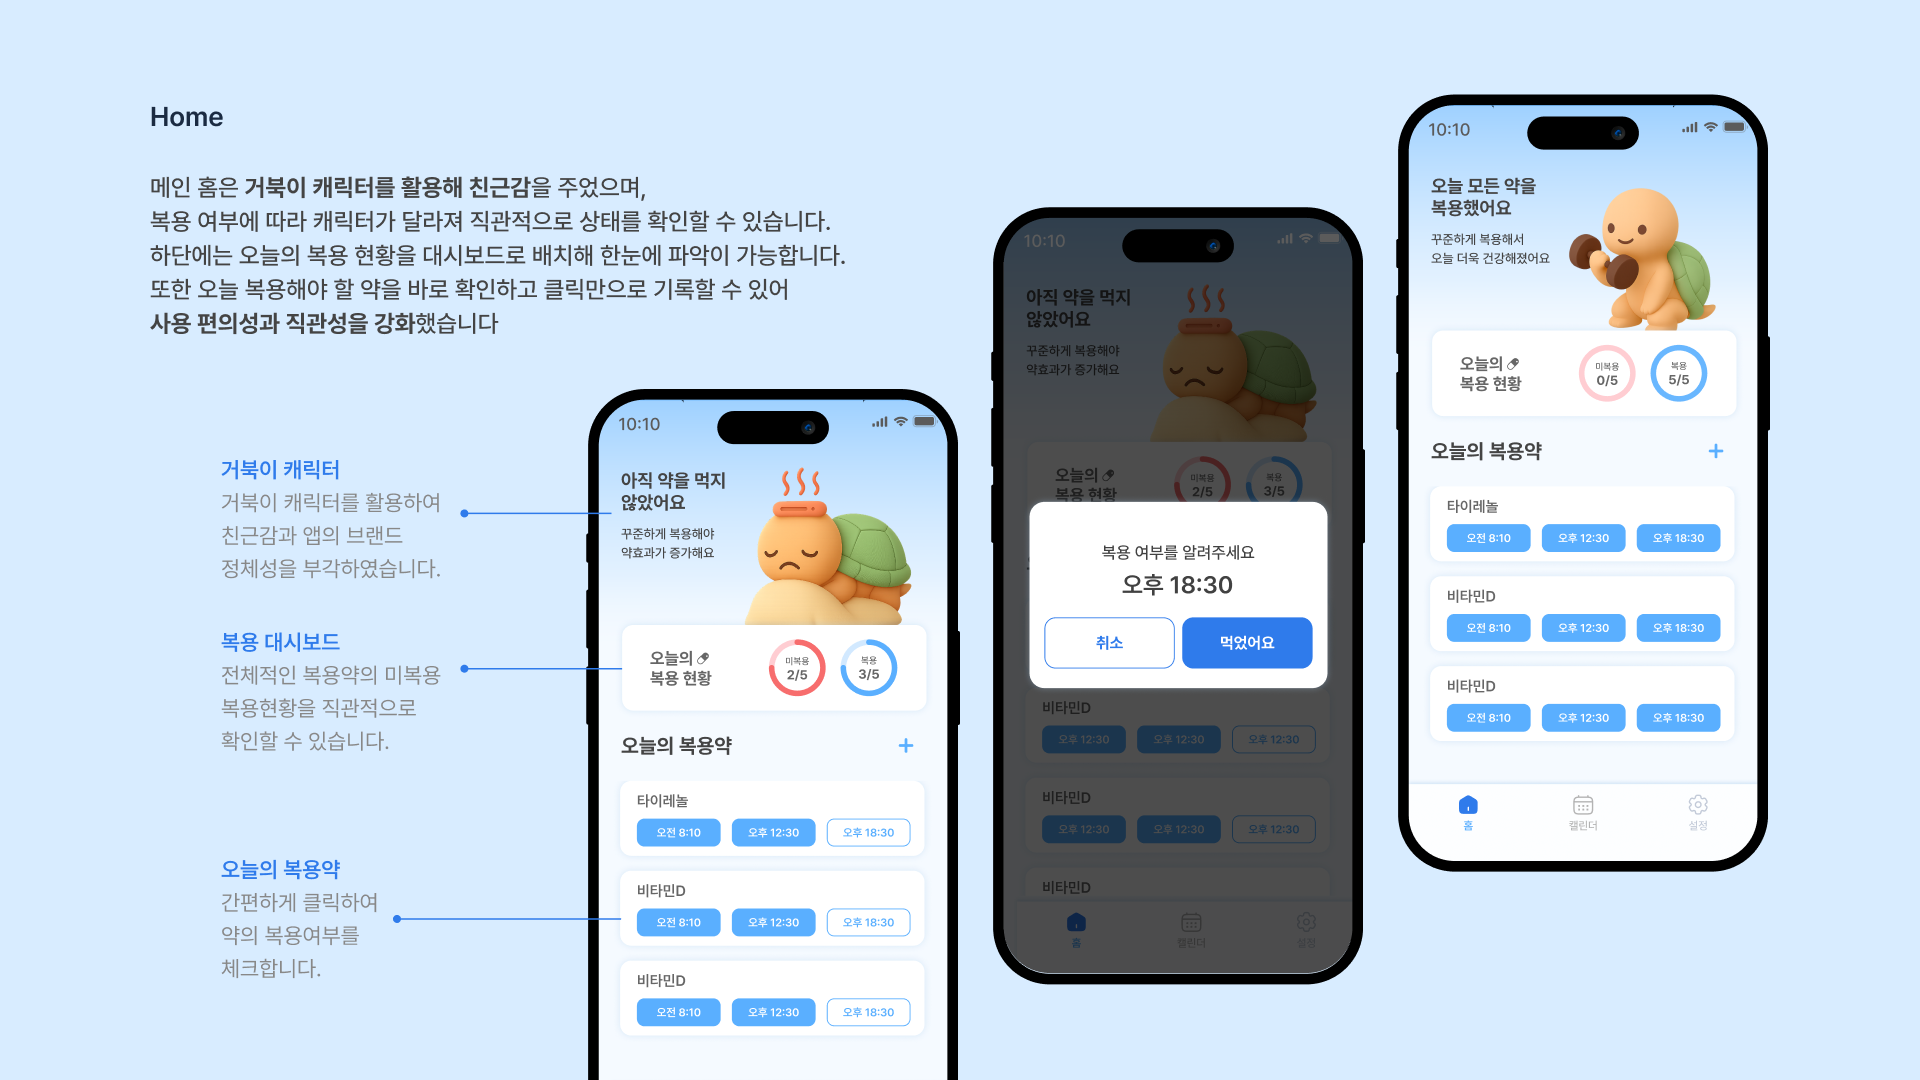 Home
메인 홈은 거북이 캐릭터를 활용해 친근감을 주었으며,
복용 여부에 따라 캐릭터가 달라져 직관적으로 상태를 확인할 수 있습니다.
하단에는 오늘의 복용 현황을 대시보드로 배치해 한눈에 파악이 가능합니다.
또한 오늘 복용해야 할 약을 바로 확인하고 클릭만으로 기록할 수 있어
사용 편의성과 직관성을 강화했습니다
거북이 캐릭터
거북이 캐릭터를 활용하여
친근감과 앱의 브랜드
정체성을 부각하였습니다.
복용 대시보드
전체적인 복용약의 미복용
복용현황을 직관적으로
확인할 수 있습니다.
오늘의 복용약
간편하게 클릭하여
약의 복용여부를
체크합니다.
10:10
아직 약을 먹지
않았어요
꾸준하게 복용해야
약효과가 증가해요
오늘의
복용 현황
미복용
2/5
복용
3/5
오늘의 복용약
+
타이레놀
오전 8:10 오후 12:30 오후 18:30
비타민D
오전 8:10 오후 12:30 오후 18:30
비타민D
오전 8:10 오후 12:30 오후 18:30
10:10
아직 약을 먹지
않았어요
꾸준하게 복용해야
약효과가 증가해요
오늘의
복용 현황
미복용
2/5
복용
3/5
복용 여부를 알려주세요
오후 18:30
취소 먹었어요
비타민D
오후 12:30 오후 12:30 오후 12:30
비타민D
오후 12:30 오후 12:30 오후 12:30
비타민D
홈 캘린더 설정
10:10
오늘 모든 약을
복용했어요
꾸준하게 복용해서
오늘 더욱 건강해졌어요
오늘의
복용 현황
미복용
0/5
복용
5/5
오늘의 복용약
+
타이레놀
오전 8:10 오후 12:30 오후 18:30
비타민D
오전 8:10 오후 12:30 오후 18:30
비타민D
오전 8:10 오후 12:30 오후 18:30
홈 캘린더 설정